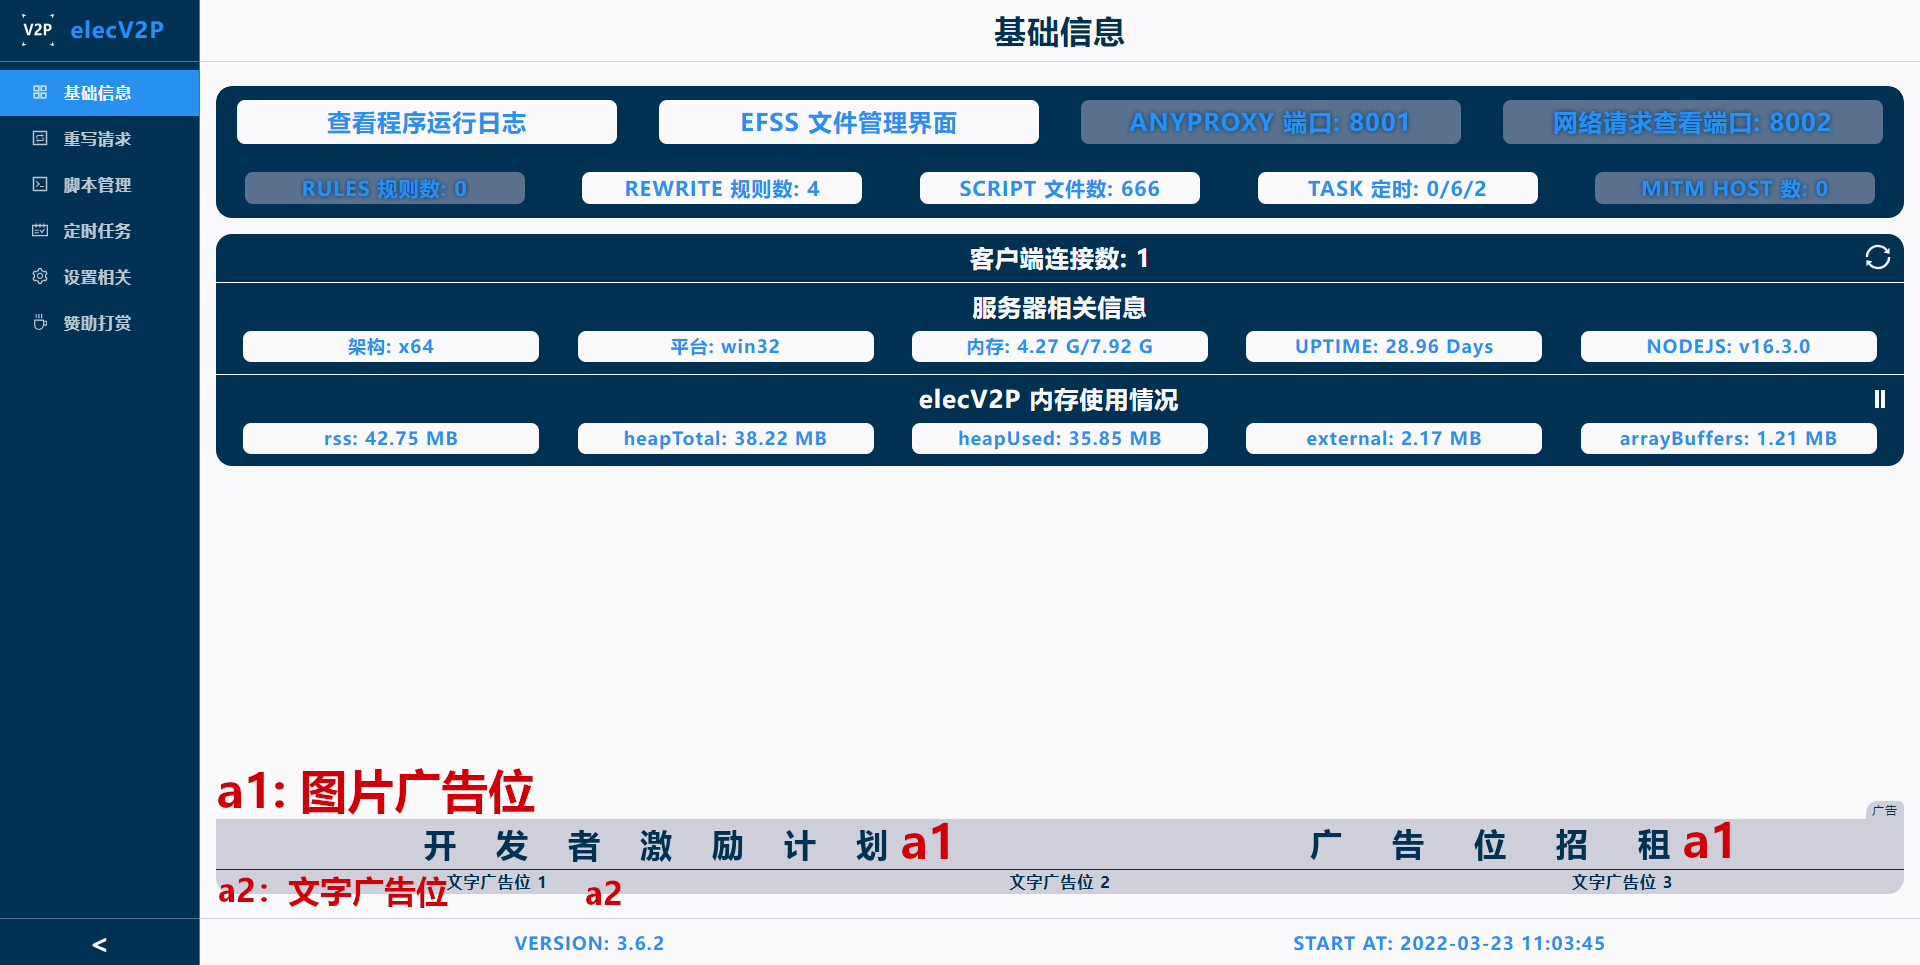 V2P elecV2P
基础信息
重写请求
脚本管理
定时任务
设置相关
赞助打赏
<
基础信息
查看程序运行日志 EFSS 文件管理界面 ANYPROXY 端口: 8001 网络请求查看端口: 8002
RULES 规则数: 0 REWRITE 规则数: 4 SCRIPT 文件数: 666 TASK 定时: 0/6/2 MITM HOST 数: 0
客户端连接数: 1
服务器相关信息
架构: x64 平台: win32 内存: 4.27 G/7.92 G UPTIME: 28.96 Days NODEJS: v16.3.0
elecV2P 内存使用情况
rss: 42.75 MB heapTotal: 38.22 MB heapUsed: 35.85 MB external: 2.17 MB arrayBuffers: 1.21 MB
a1: 图片广告位
广告
开发者激励计划 a1 广告位招租 a1
a2：文字广告位 文字广告位 1 a2 文字广告位 2 文字广告位 3
VERSION: 3.6.2 START AT: 2022-03-23 11:03:45